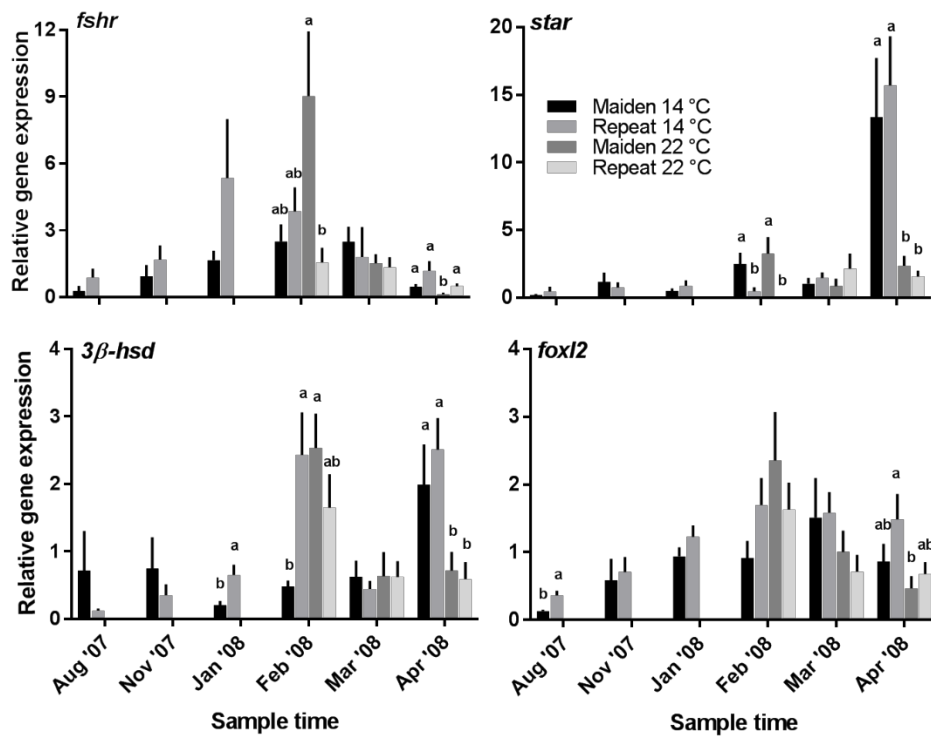 fshr
Relative gene expression
12
9
6
3
0
a
ab
ab
b
a
a
b
a
star
20
15
10
5
0
Maiden 14 °C
Repeat 14 °C
Maiden 22 °C
Repeat 22 °C
a
a
a
a
b
b
b
b
3β-hsd
Relative gene expression
4
3
2
1
0
b
a
b
a
a
ab
a
a
b
b
Aug '07
Nov '07
Jan '08
Feb '08
Mar '08
Apr '08
Sample time
foxl2
4
3
2
1
0
b
a
ab
a
b
ab
Aug '07
Nov '07
Jan '08
Feb '08
Mar '08
Apr '08
Sample time